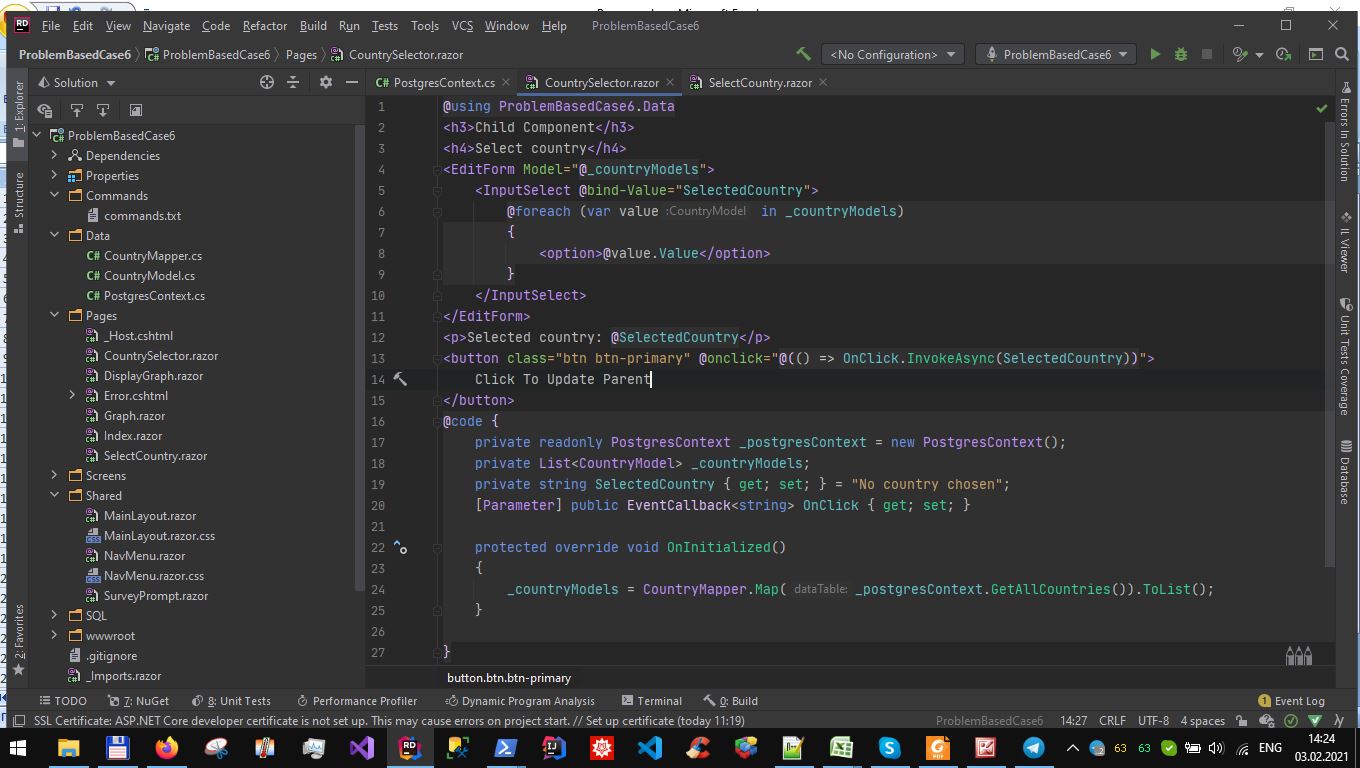 File Edit View Navigate Code Refactor Build Run Tests Tools VCS Window Help ProblemBasedCase6
ProblemBasedCase6 ProblemBasedCase6 Pages CountrySelector.razor <No Configuration> ProblemBasedCase6
Solution
PostgresContext.cs CountrySelector.razor SelectCountry.razor
1: Explorer
Structure
2: Favorites
ProblemBasedCase6
Dependencies
Properties
Commands
commands.txt
Data
CountryMapper.cs
CountryModel.cs
PostgresContext.cs
Pages
_Host.cshtml
CountrySelector.razor
DisplayGraph.razor
Error.cshtml
Graph.razor
Index.razor
SelectCountry.razor
Screens
Shared
MainLayout.razor
MainLayout.razor.css
NavMenu.razor
NavMenu.razor.css
SurveyPrompt.razor
SQL
wwwroot
.gitignore
_Imports.razor
1 @using ProblemBasedCase6.Data
2 <h3>Child Component</h3>
3 <h4>Select country</h4>
4 <EditForm Model="@_countryModels">
5 <InputSelect @bind-Value="SelectedCountry">
6 @foreach (var value :CountryModel in _countryModels)
7 {
8 <option>@value.Value</option>
9 }
10 </InputSelect>
11 </EditForm>
12 <p>Selected country: @SelectedCountry</p>
13 <button class="btn btn-primary" @onclick="@(() => OnClick.InvokeAsync(SelectedCountry))">
14 Click To Update Parent
15 </button>
16 @code {
17 private readonly PostgresContext _postgresContext = new PostgresContext();
18 private List<CountryModel> _countryModels;
19 private string SelectedCountry { get; set; } = "No country chosen";
20 [Parameter] public EventCallback<string> OnClick { get; set; }
21
22 protected override void OnInitialized()
23 {
24 _countryModels = CountryMapper.Map( dataTable: _postgresContext.GetAllCountries()).ToList();
25 }
26
27 }
button.btn.btn-primary
Errors In Solution
IL Viewer
Unit Tests Coverage
Database
TODO 7: NuGet 8: Unit Tests Performance Profiler Dynamic Program Analysis Terminal 0: Build 1 Event Log
SSL Certificate: ASP.NET Core developer certificate is not set up. This may cause errors on project start. // Set up certificate (today 11:19) ProblemBasedCase6 14:27 CRLF UTF-8 4 spaces
63 63 ENG 14:24
03.02.2021